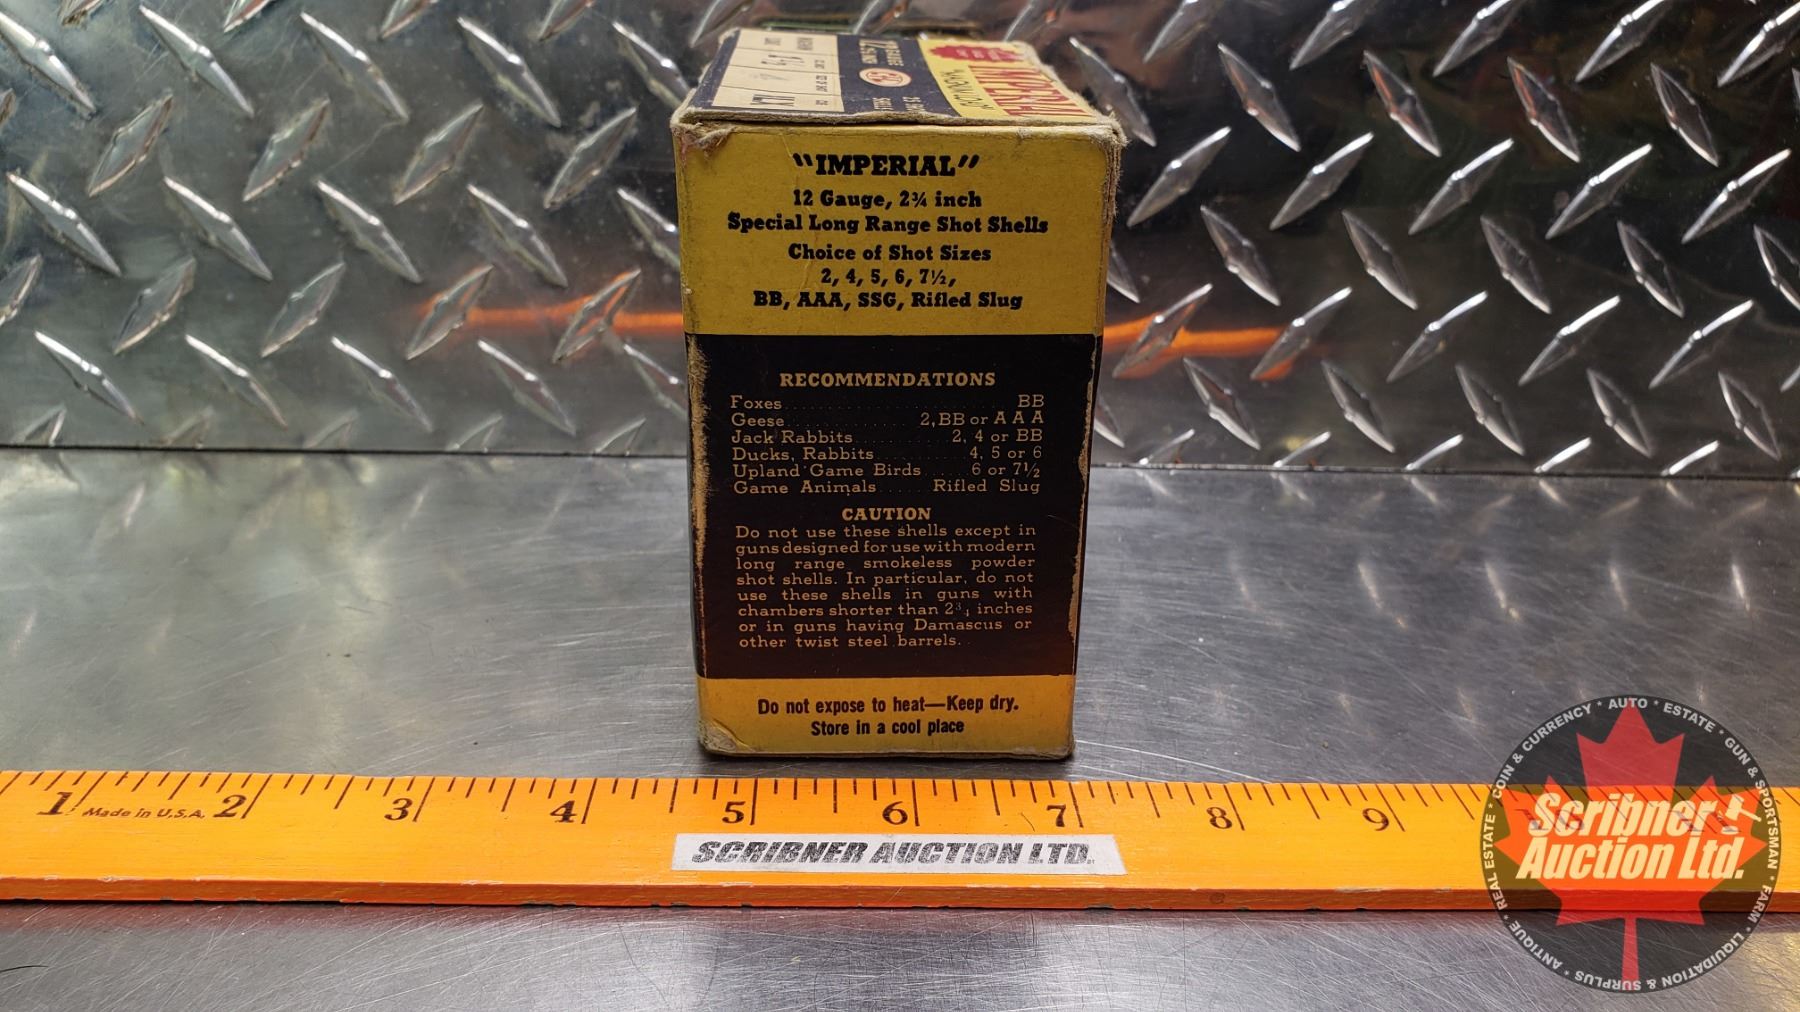 IMPERIAL
"IMPERIAL"
12 Gauge, 2¾ inch
Special Long Range Shot Shells
Choice of Shot Sizes
2, 4, 5, 6, 7½,
BB, AAA, SSG, Rifled Slug
RECOMMENDATIONS
Foxes........................ BB
Geese............ 2, BB or A A A
Jack Rabbits.......... 2, 4 or BB
Ducks, Rabbits.......... 4, 5 or 6
Upland Game Birds..... 6 or 7½
Game Animals..... Rifled Slug
CAUTION
Do not use these shells except in
guns designed for use with modern
long range smokeless powder
shot shells. In particular, do not
use these shells in guns with
chambers shorter than 2¾ inches
or in guns having Damascus or
other twist steel barrels.
Do not expose to heat—Keep dry.
Store in a cool place
1 Made in U.S.A. 2 3 4 5 6 7 8 9 10 11
SCRIBNER AUCTION LTD.
Scribner
Auction Ltd.
REAL ESTATE * COIN & CURRENCY * AUTO * ESTATE * GUN & SPORTSMAN * FARM * LIQUIDATION & SURPLUS * ANTIQUE *